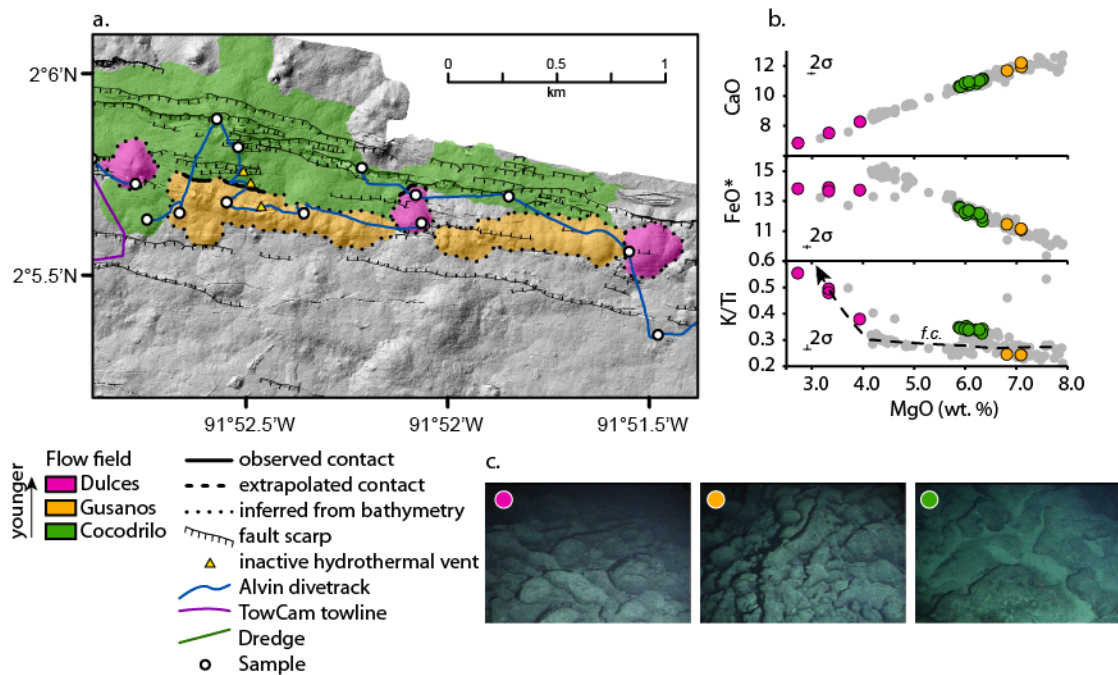 a.
2°6'N
2°5.5'N
0 0.5 1
km
91°52.5'W 91°52'W 91°51.5'W
b.
12
10
8
CaO
2σ
15
13
11
FeO*
2σ
0.6
0.5
0.4
0.3
0.2
K/Ti
2σ
f.c.
3.0 4.0 5.0 6.0 7.0 8.0
MgO (wt. %)
younger
Flow field
Dulces
Gusanos
Cocodrilo
observed contact
extrapolated contact
inferred from bathymetry
fault scarp
inactive hydrothermal vent
Alvin divetrack
TowCam towline
Dredge
Sample
c.